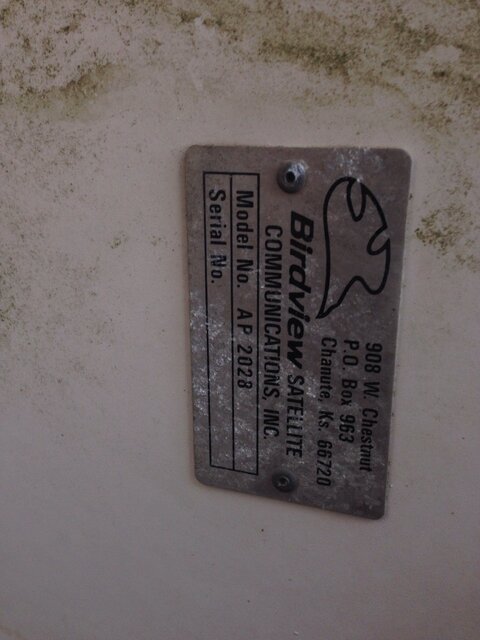 908 W. Chestnut
P.O. Box 963
Chanute, Ks. 66720
Birdview SATELLITE
COMMUNICATIONS, INC.
Model No. AP 2028
Serial No.